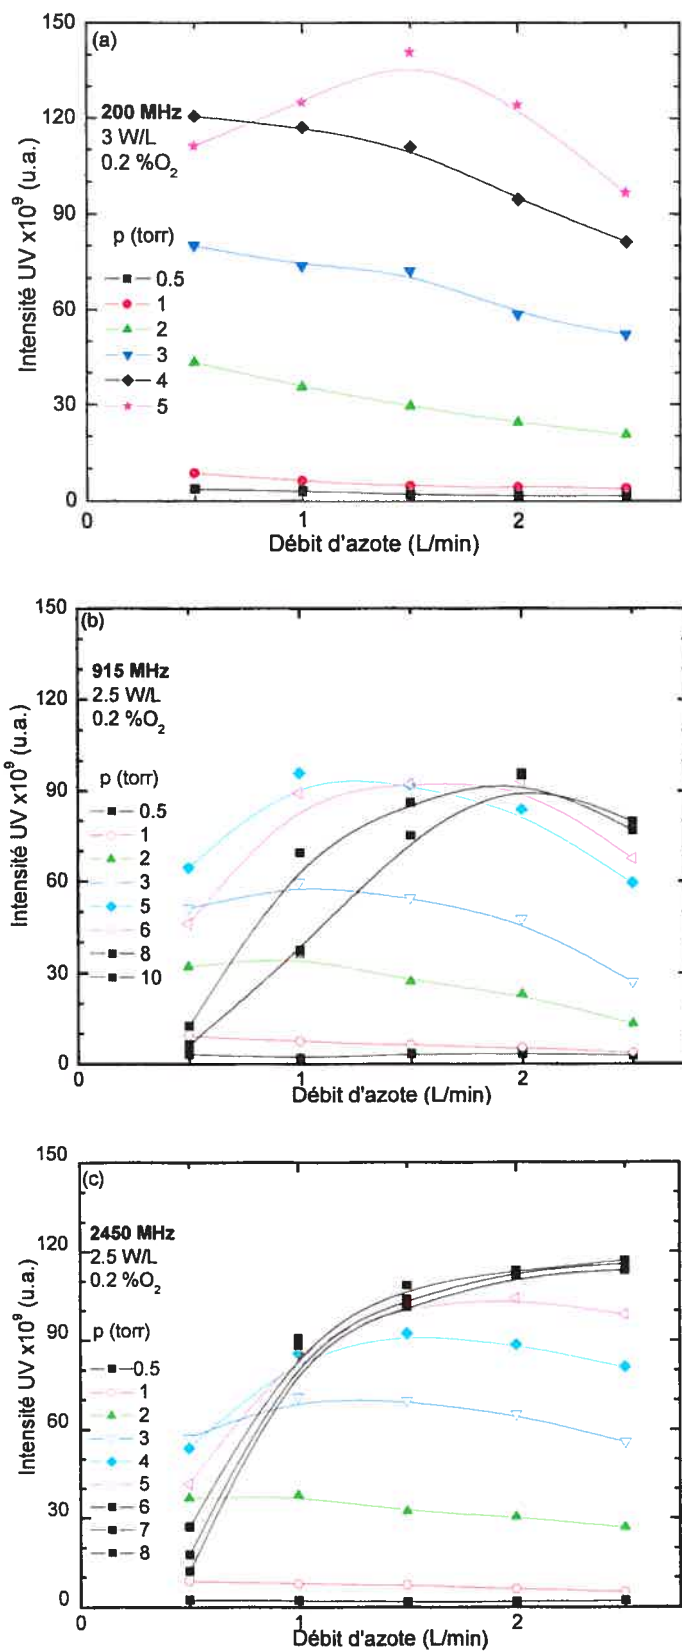 150
(a)
120
200 MHz
3 W/L
0.2 %O2
90
p (torr)
0.5
1
60
2
3
30
4
5
0
0
1
2
Intensité UV x10⁹ (u.a.)
Débit d'azote (L/min)
150
(b)
120
915 MHz
2.5 W/L
0.2 %O2
90
p (torr)
0.5
1
60
2
3
5
30
6
8
10
0
0
1
2
Intensité UV x10⁹ (u.a.)
Débit d'azote (L/min)
150
(c)
120
2450 MHz
2.5 W/L
0.2 %O2
90
p (torr)
0.5
1
60
2
3
4
30
5
6
7
8
0
0
1
2
Intensité UV x10⁹ (u.a.)
Débit d'azote (L/min)